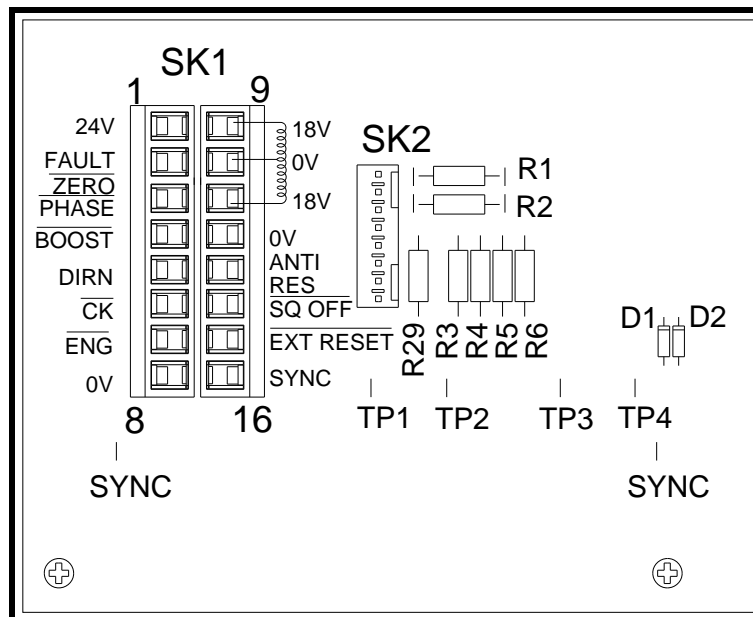 SK1
1
9
24V
FAULT
ZERO
PHASE
BOOST
DIRN
CK
ENG
0V
18V
0V
18V
0V
ANTI
RES
SQ OFF
EXT RESET
SYNC
8
16
SYNC
SK2
R1
R2
R29
R3
R4
R5
R6
D1
D2
TP1
TP2
TP3
TP4
SYNC